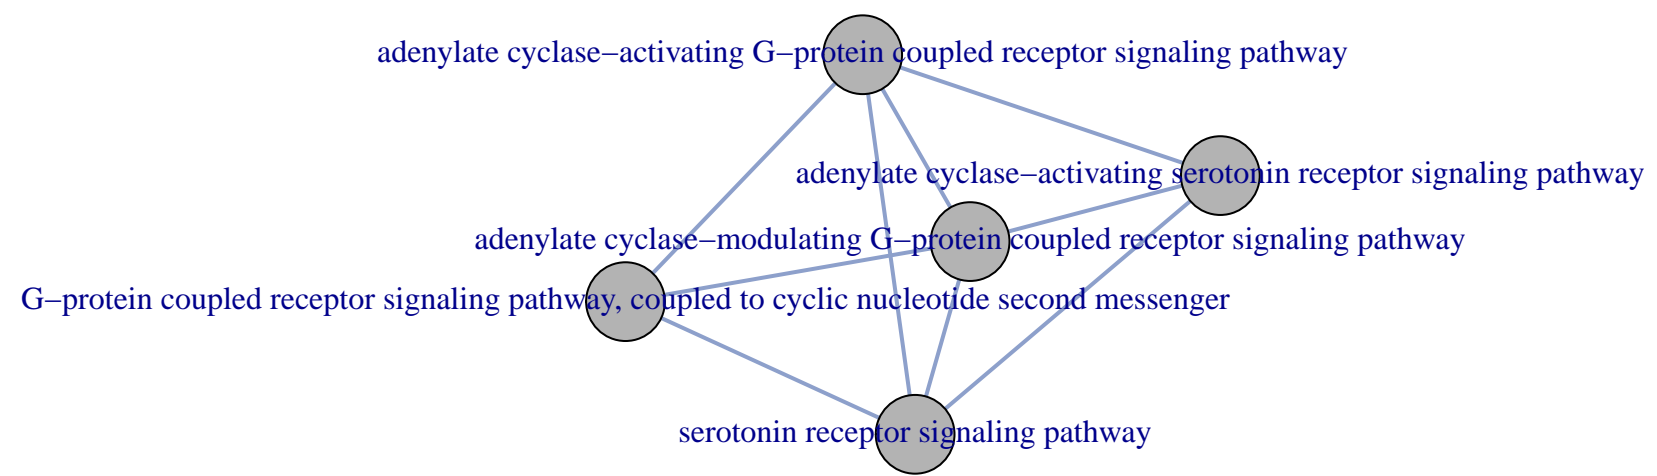 adenylate cyclase−activating G−protein coupled receptor signaling pathway
adenylate cyclase−activating serotonin receptor signaling pathway
adenylate cyclase−modulating G−protein coupled receptor signaling pathway
G−protein coupled receptor signaling pathway, coupled to cyclic nucleotide second messenger
serotonin receptor signaling pathway